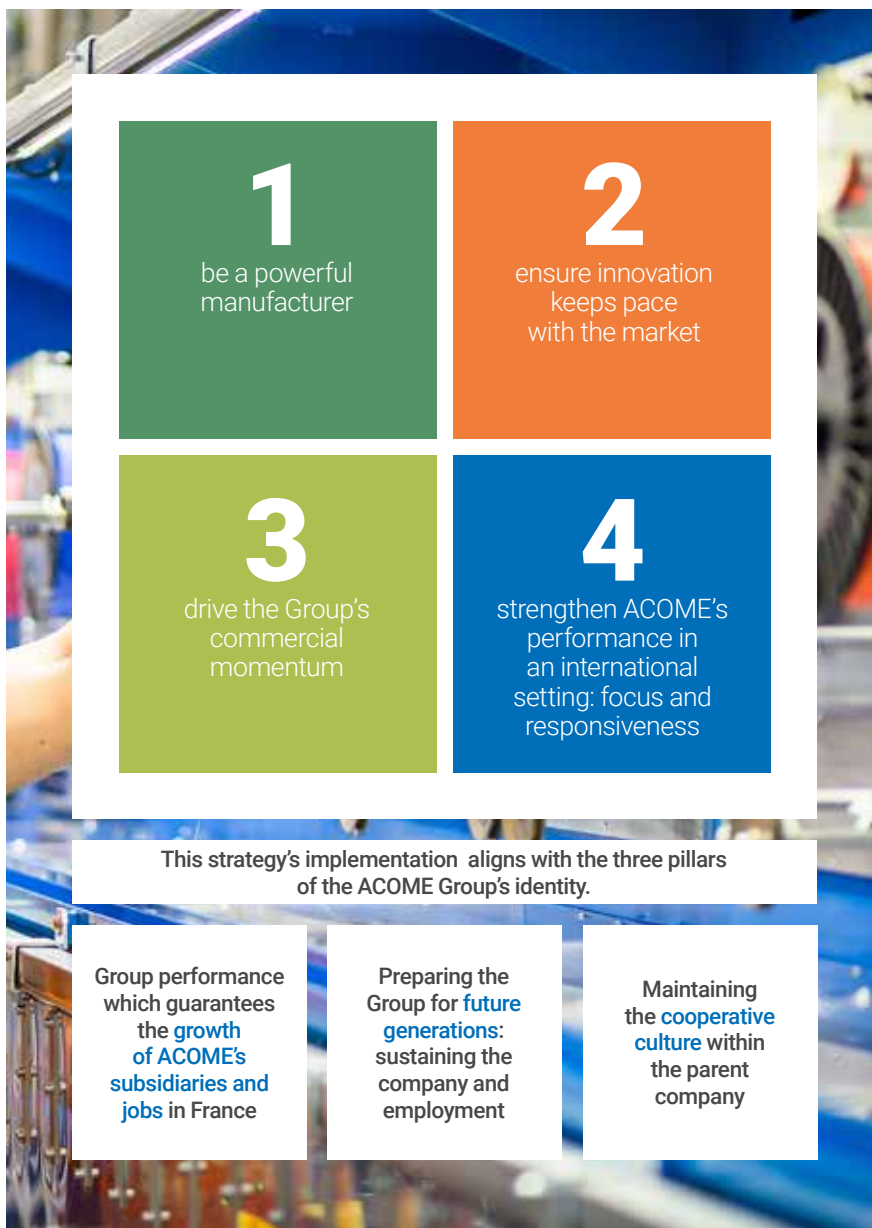 1
be a powerful
manufacturer
2
ensure innovation
keeps pace
with the market
3
drive the Group’s
commercial
momentum
4
strengthen ACOME’s
performance in
an international
setting: focus and
responsiveness
This strategy’s implementation aligns with the three pillars
of the ACOME Group’s identity.
Group performance
which guarantees
the growth
of ACOME’s
subsidiaries and
jobs in France
Preparing the
Group for future
generations:
sustaining the
company and
employment
Maintaining
the cooperative
culture within
the parent
company